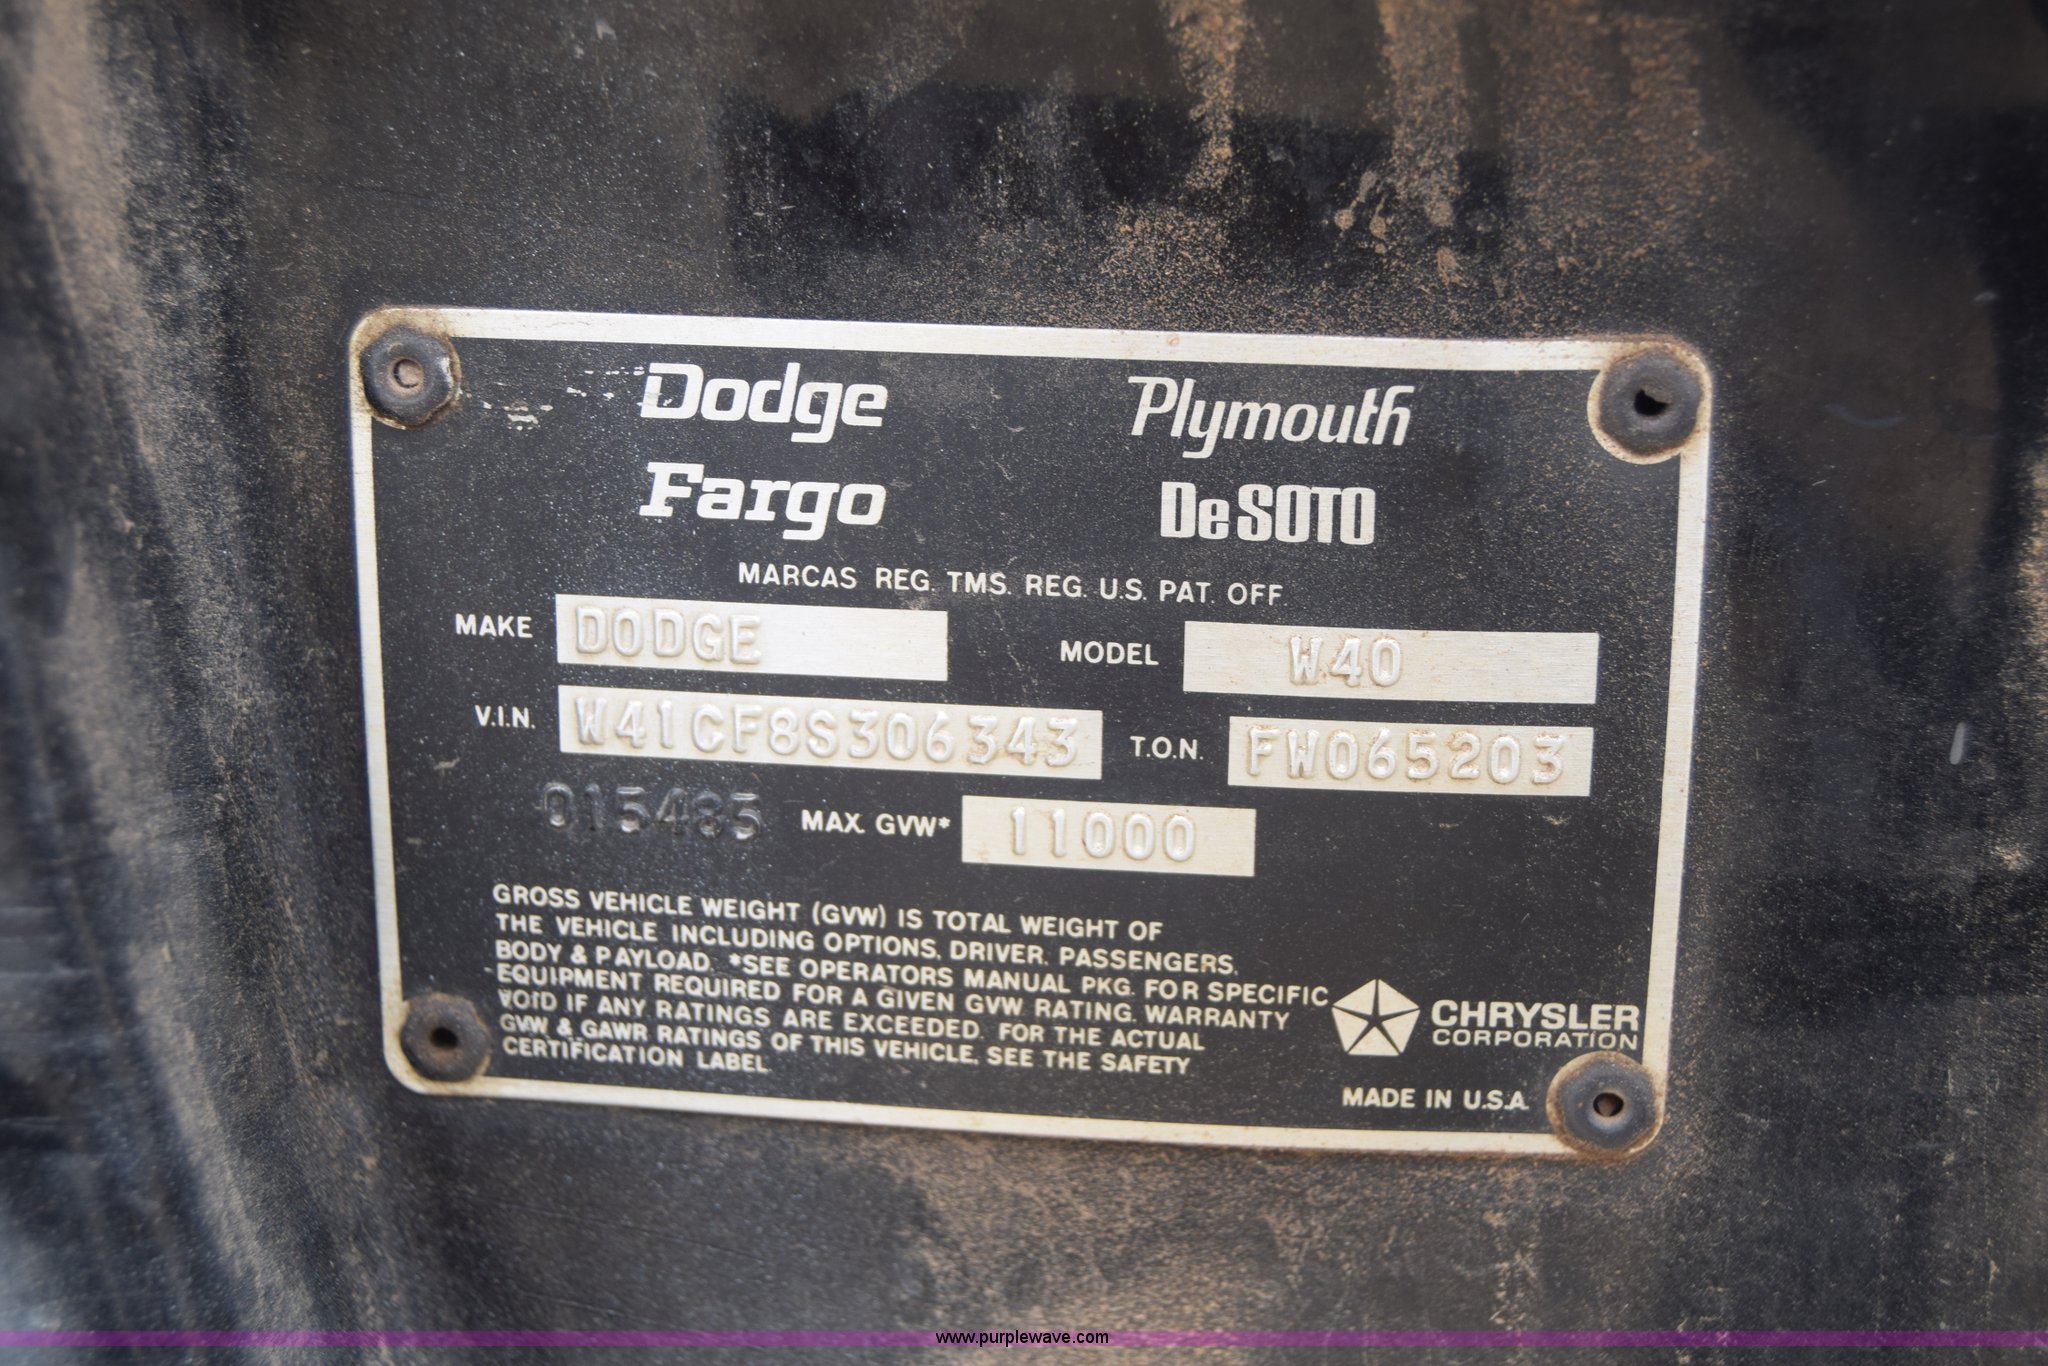 Dodge Plymouth
Fargo DeSOTO
MARCAS REG. TMS. REG. U.S. PAT. OFF
MAKE DODGE MODEL W40
V.I.N. W41CF8S306343 T.O.N. FW065203
015485 MAX. GVW* 11000
GROSS VEHICLE WEIGHT (GVW) IS TOTAL WEIGHT OF
THE VEHICLE INCLUDING OPTIONS, DRIVER, PASSENGERS,
BODY & PAYLOAD. *SEE OPERATORS MANUAL PKG. FOR SPECIFIC
EQUIPMENT REQUIRED FOR A GIVEN GVW RATING. WARRANTY
VOID IF ANY RATINGS ARE EXCEEDED. FOR THE ACTUAL
GVW & GAWR RATINGS OF THIS VEHICLE, SEE THE SAFETY
CERTIFICATION LABEL.
CHRYSLER
CORPORATION
MADE IN U.S.A.
www.purplewave.com